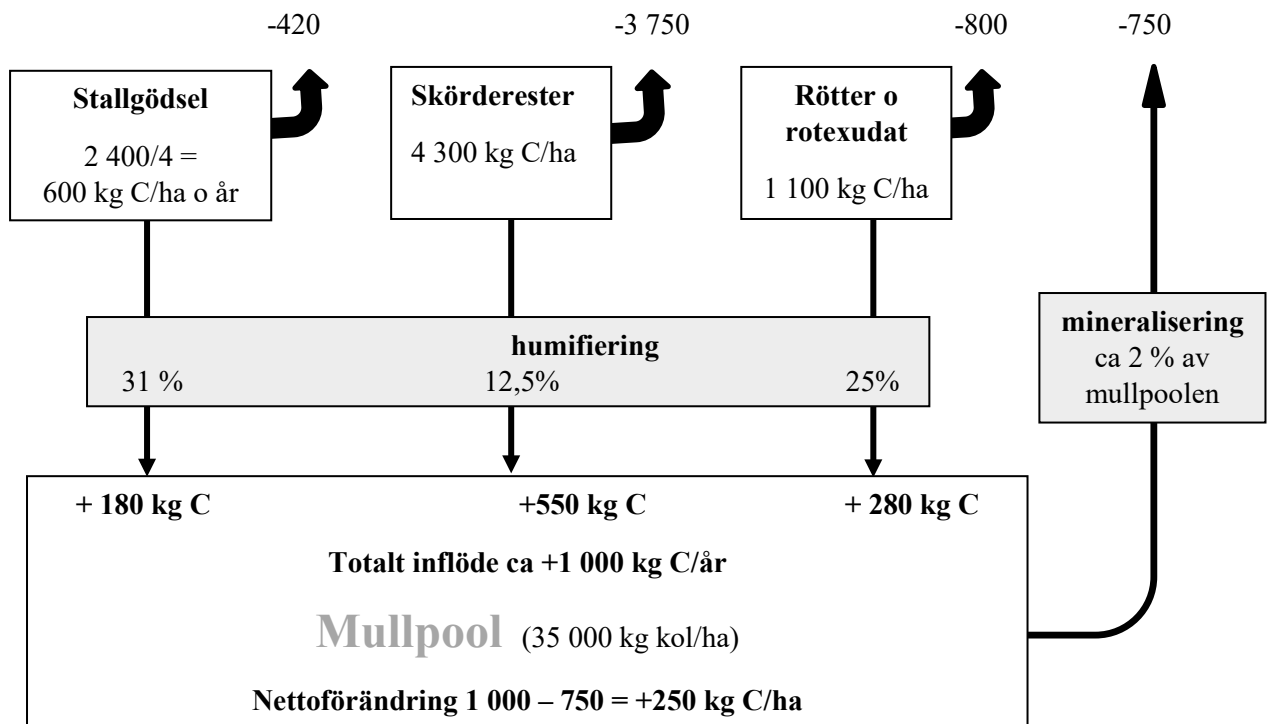 -420
-3 750
-800
-750
Stallgödsel
2 400/4 =
600 kg C/ha o år
Skörderester
4 300 kg C/ha
Rötter o
rotexudat
1 100 kg C/ha
humifiering
31 %
12,5%
25%
mineralisering
ca 2 % av
mullpoolen
+ 180 kg C
+550 kg C
+ 280 kg C
Totalt inflöde ca +1 000 kg C/år
Mullpool (35 000 kg kol/ha)
Nettoförändring 1 000 – 750 = +250 kg C/ha